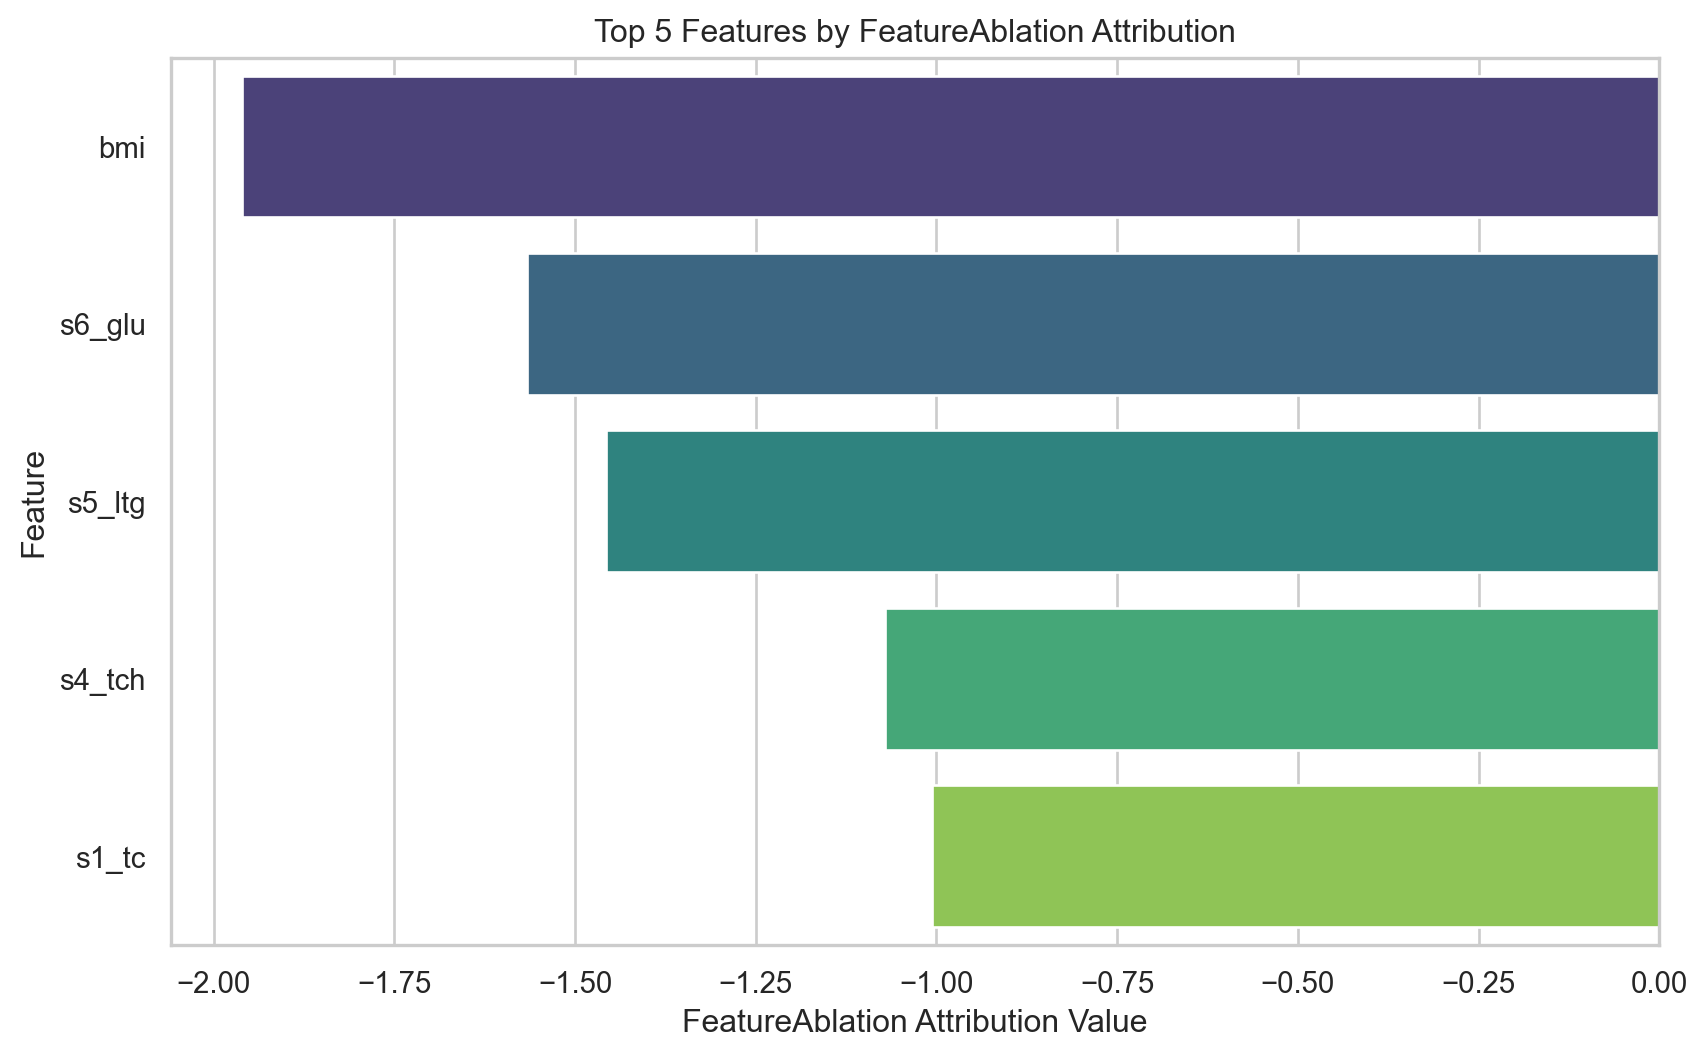 Top 5 Features by FeatureAblation Attribution
Feature
bmi
s6_glu
s5_ltg
s4_tch
s1_tc
−2.00 −1.75 −1.50 −1.25 −1.00 −0.75 −0.50 −0.25 0.00
FeatureAblation Attribution Value